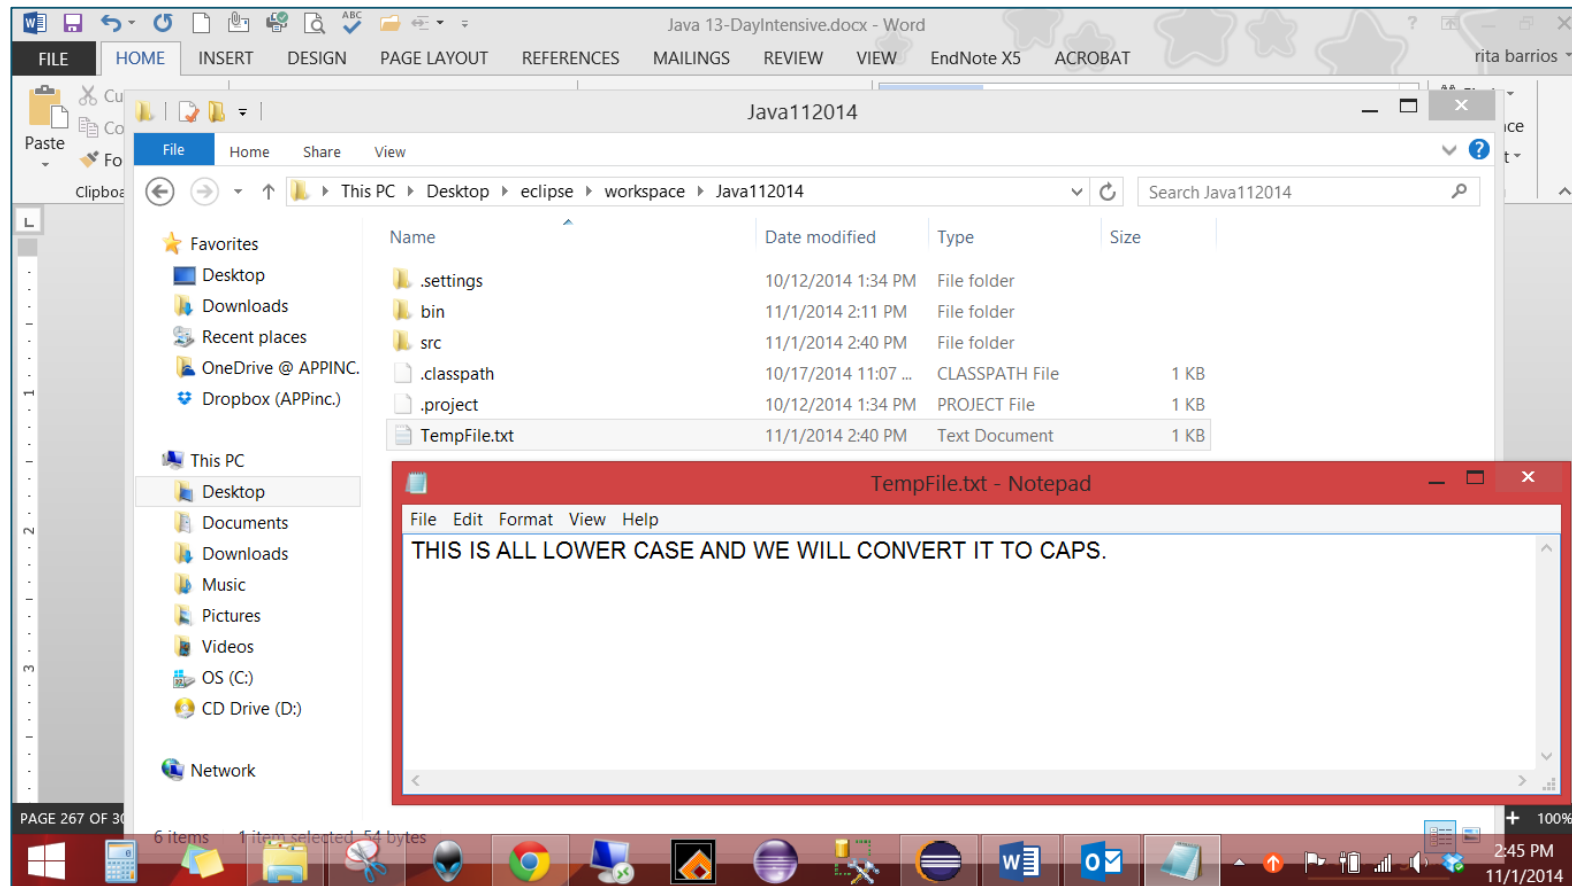 Java 13-DayIntensive.docx - Word
FILE HOME INSERT DESIGN PAGE LAYOUT REFERENCES MAILINGS REVIEW VIEW EndNote X5 ACROBAT rita barrios
Paste
Java112014
File Home Share View
This PC Desktop eclipse workspace Java112014 Search Java112014
Name Date modified Type Size
Favorites
Desktop
Downloads
Recent places
OneDrive @ APPINC.
Dropbox (APPinc.)
This PC
Desktop
Documents
Downloads
Music
Pictures
Videos
OS (C:)
CD Drive (D:)
Network
.settings 10/12/2014 1:34 PM File folder
bin 11/1/2014 2:11 PM File folder
src 11/1/2014 2:40 PM File folder
.classpath 10/17/2014 11:07 ... CLASSPATH File 1 KB
.project 10/12/2014 1:34 PM PROJECT File 1 KB
TempFile.txt 11/1/2014 2:40 PM Text Document 1 KB
TempFile.txt - Notepad
File Edit Format View Help
THIS IS ALL LOWER CASE AND WE WILL CONVERT IT TO CAPS.
6 items 1 item selected 54 bytes
PAGE 267 OF 30
100%
2:45 PM
11/1/2014